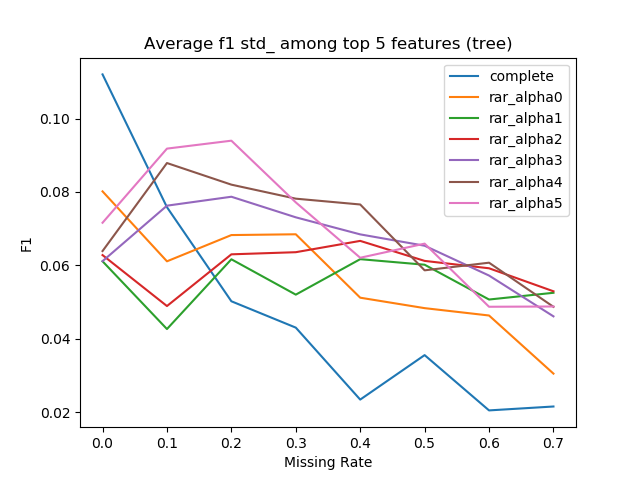 Average f1 std_ among top 5 features (tree)
complete
rar_alpha0
rar_alpha1
rar_alpha2
rar_alpha3
rar_alpha4
rar_alpha5
F1
0.10
0.08
0.06
0.04
0.02
0.0 0.1 0.2 0.3 0.4 0.5 0.6 0.7
Missing Rate